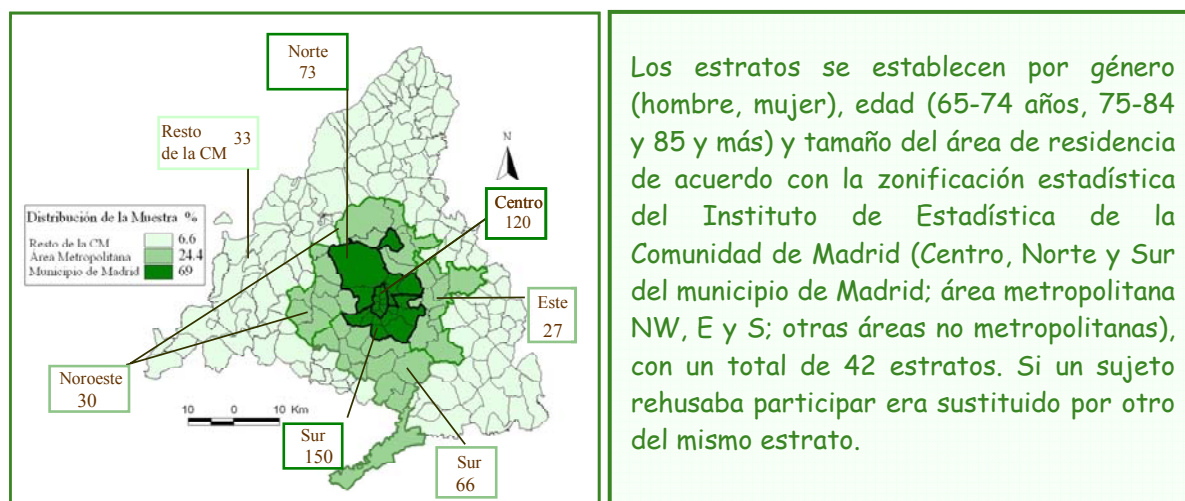 Norte
73
Resto 33
de la CM
N
Centro
120
Distribución de la Muestra %
Resto de la CM 6.6
Área Metropolitana 24.4
Municipio de Madrid 69
Este
27
Noroeste
30
10 0 10 Km
Sur
150
Sur
66
Los estratos se establecen por género
(hombre, mujer), edad (65-74 años, 75-84
y 85 y más) y tamaño del área de residencia
de acuerdo con la zonificación estadística
del Instituto de Estadística de la
Comunidad de Madrid (Centro, Norte y Sur
del municipio de Madrid; área metropolitana
NW, E y S; otras áreas no metropolitanas),
con un total de 42 estratos. Si un sujeto
rehusaba participar era sustituido por otro
del mismo estrato.